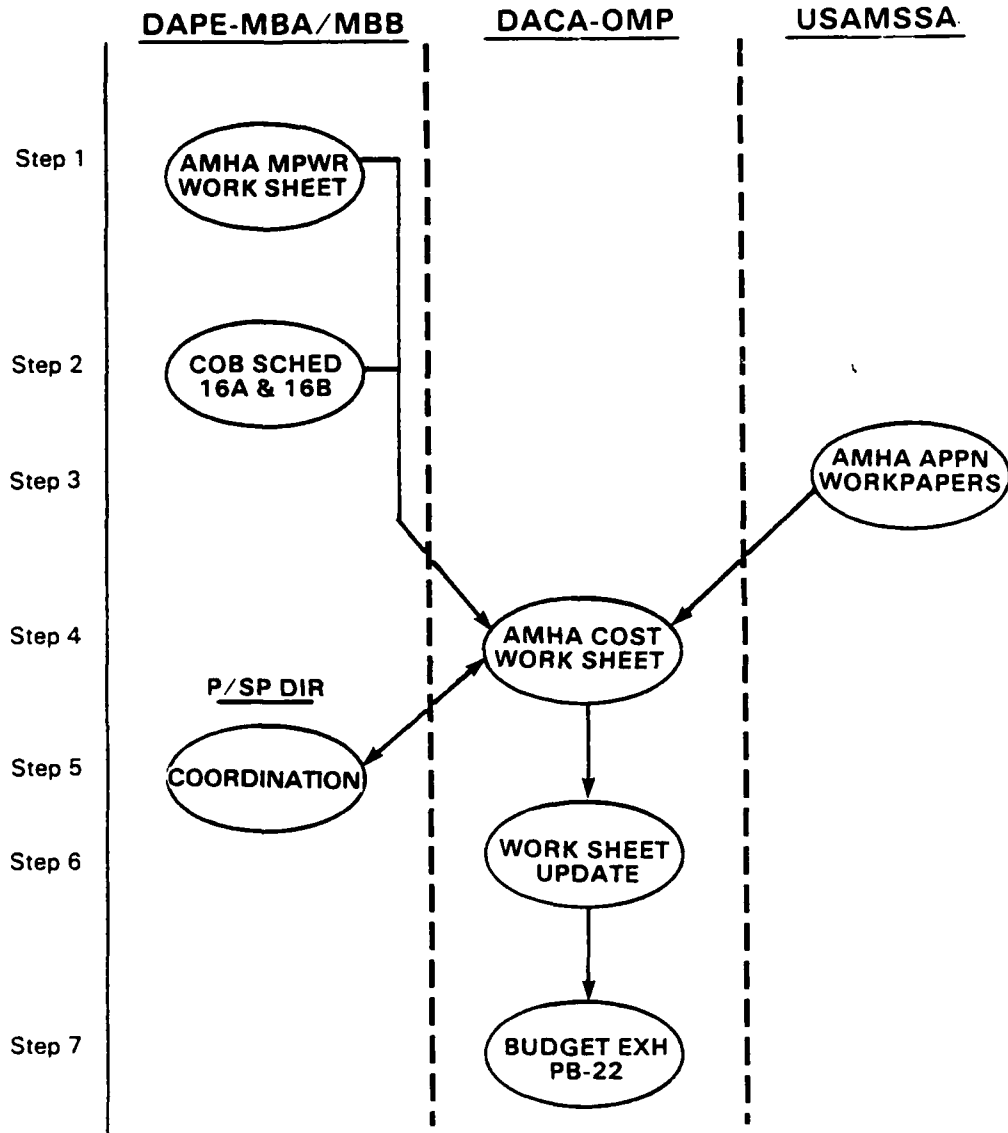 DAPE-MBA/MBB
DACA-OMP
USAMSSA
Step 1
AMHA MPWR
WORK SHEET
Step 2
COB SCHED
16A & 16B
Step 3
AMHA APPN
WORKPAPERS
Step 4
AMHA COST
WORK SHEET
P/SP DIR
Step 5
COORDINATION
Step 6
WORK SHEET
UPDATE
Step 7
BUDGET EXH
PB-22